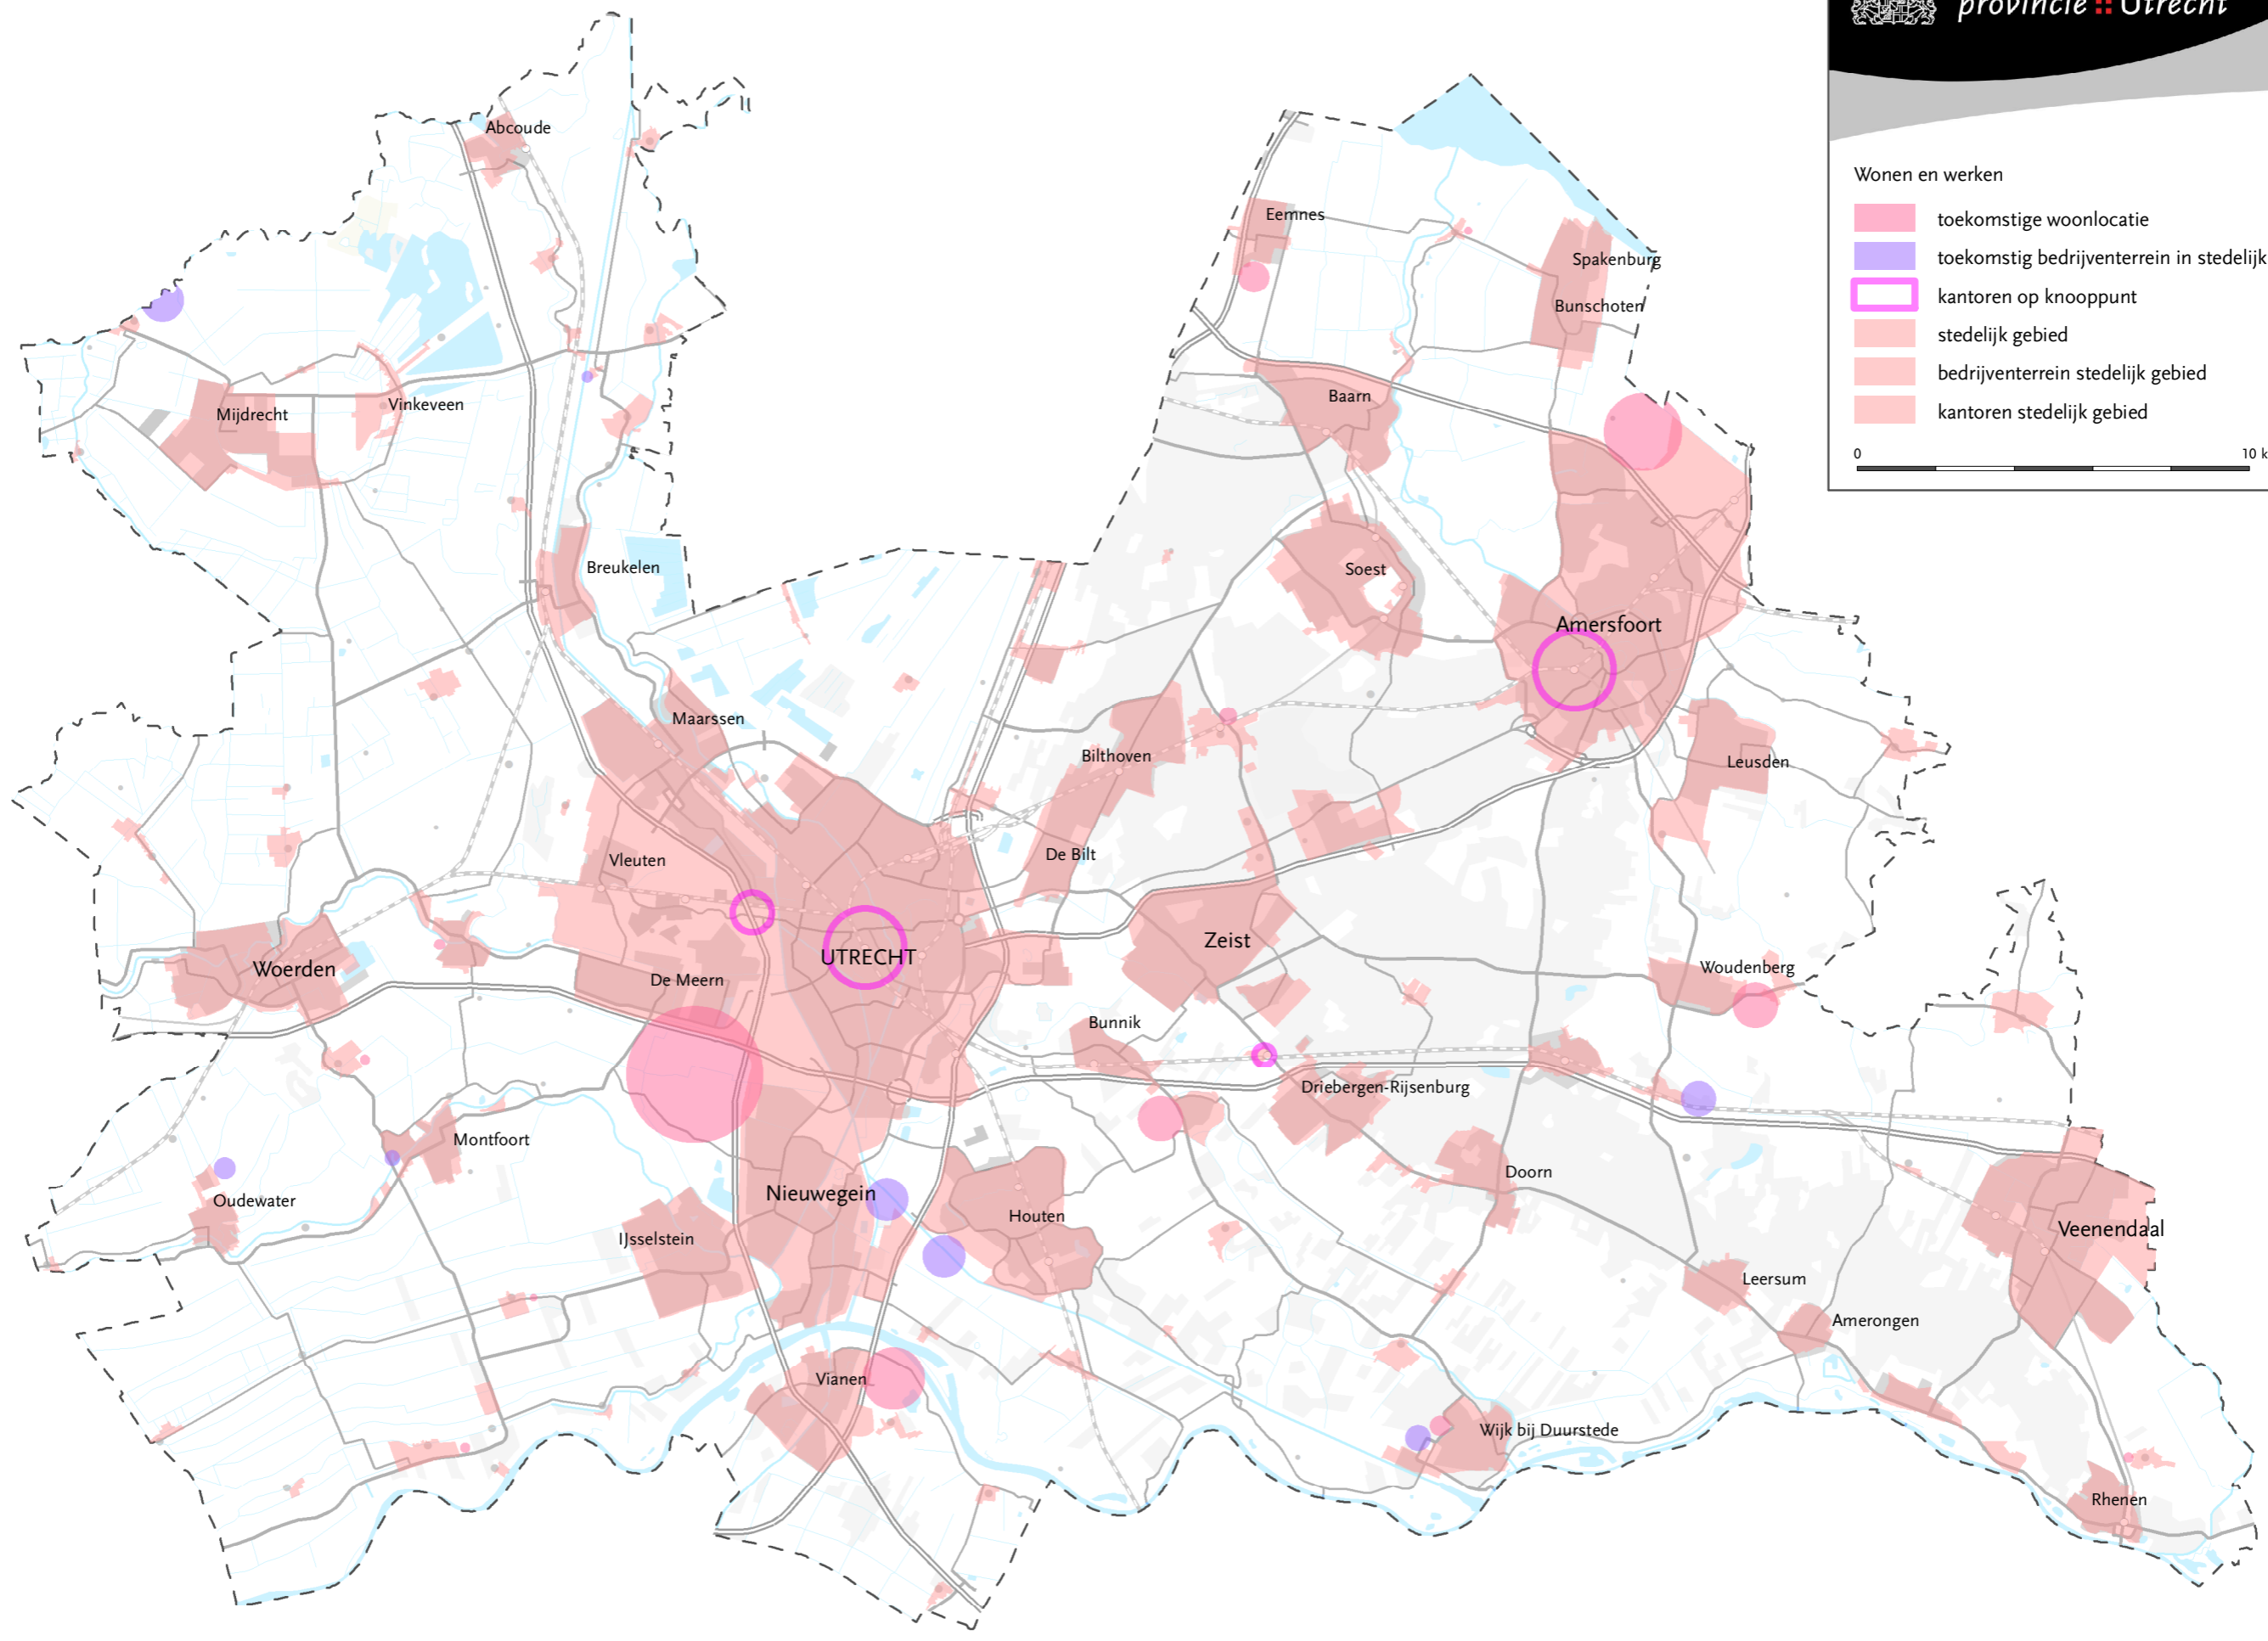 provincie :: Utrecht
Wonen en werken
toekomstige woonlocatie
toekomstig bedrijventerrein in stedelijk
kantoren op knooppunt
stedelijk gebied
bedrijventerrein stedelijk gebied
kantoren stedelijk gebied
0 10 k
Abcoude
Eemnes
Spakenburg
Bunschoten
Mijdrecht
Vinkeveen
Baarn
Breukelen
Soest
Amersfoort
Maarssen
Bilthoven
Leusden
Vleuten
De Bilt
UTRECHT
Zeist
Woerden
De Meern
Woudenberg
Bunnik
Driebergen-Rijsenburg
Montfoort
Doorn
Oudewater
Nieuwegein
Houten
IJsselstein
Veenendaal
Leersum
Amerongen
Vianen
Wijk bij Duurstede
Rhenen